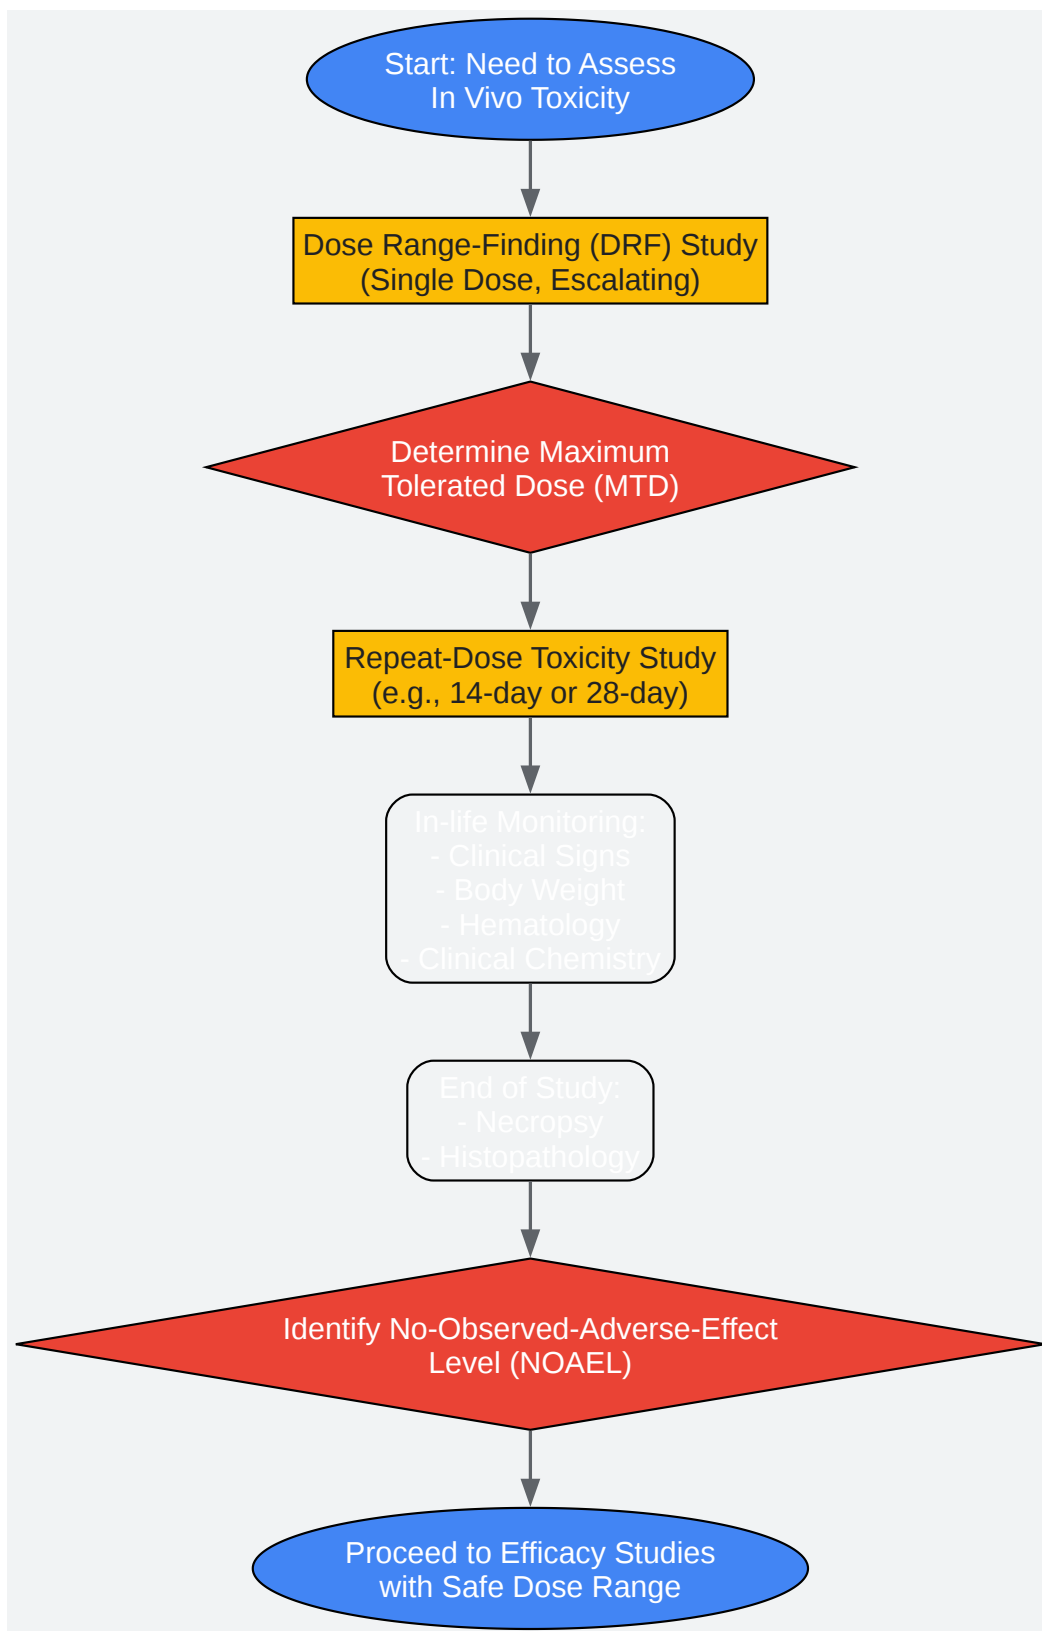 Start: Need to Assess
In Vivo Toxicity
Dose Range-Finding (DRF) Study
(Single Dose, Escalating)
Determine Maximum
Tolerated Dose (MTD)
Repeat-Dose Toxicity Study
(e.g., 14-day or 28-day)
In-life Monitoring:
- Clinical Signs
- Body Weight
- Hematology
- Clinical Chemistry
End of Study:
- Necropsy
- Histopathology
Identify No-Observed-Adverse-Effect
Level (NOAEL)
Proceed to Efficacy Studies
with Safe Dose Range